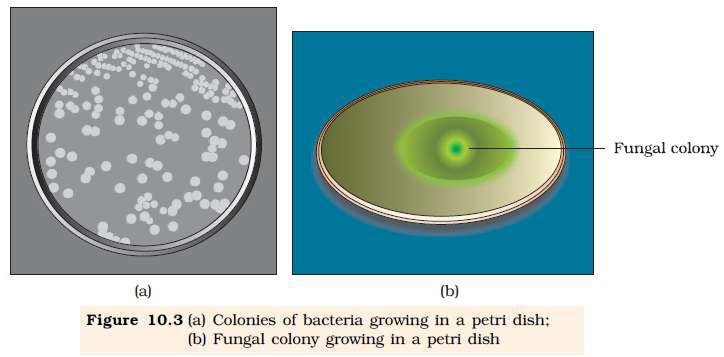 Fungal colony
(a)
(b)
Figure 10.3 (a) Colonies of bacteria growing in a petri dish;
(b) Fungal colony growing in a petri dish